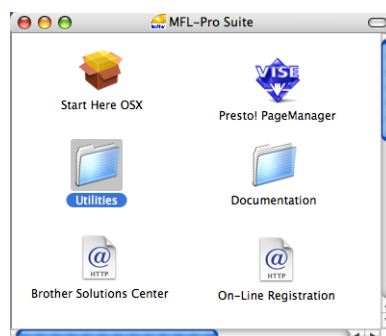 MFL-Pro Suite
Start Here OSX
VISE
Presto! PageManager
Utilities
Documentation
@
HTTP
@
HTTP
Brother Solutions Center
On-Line Registration